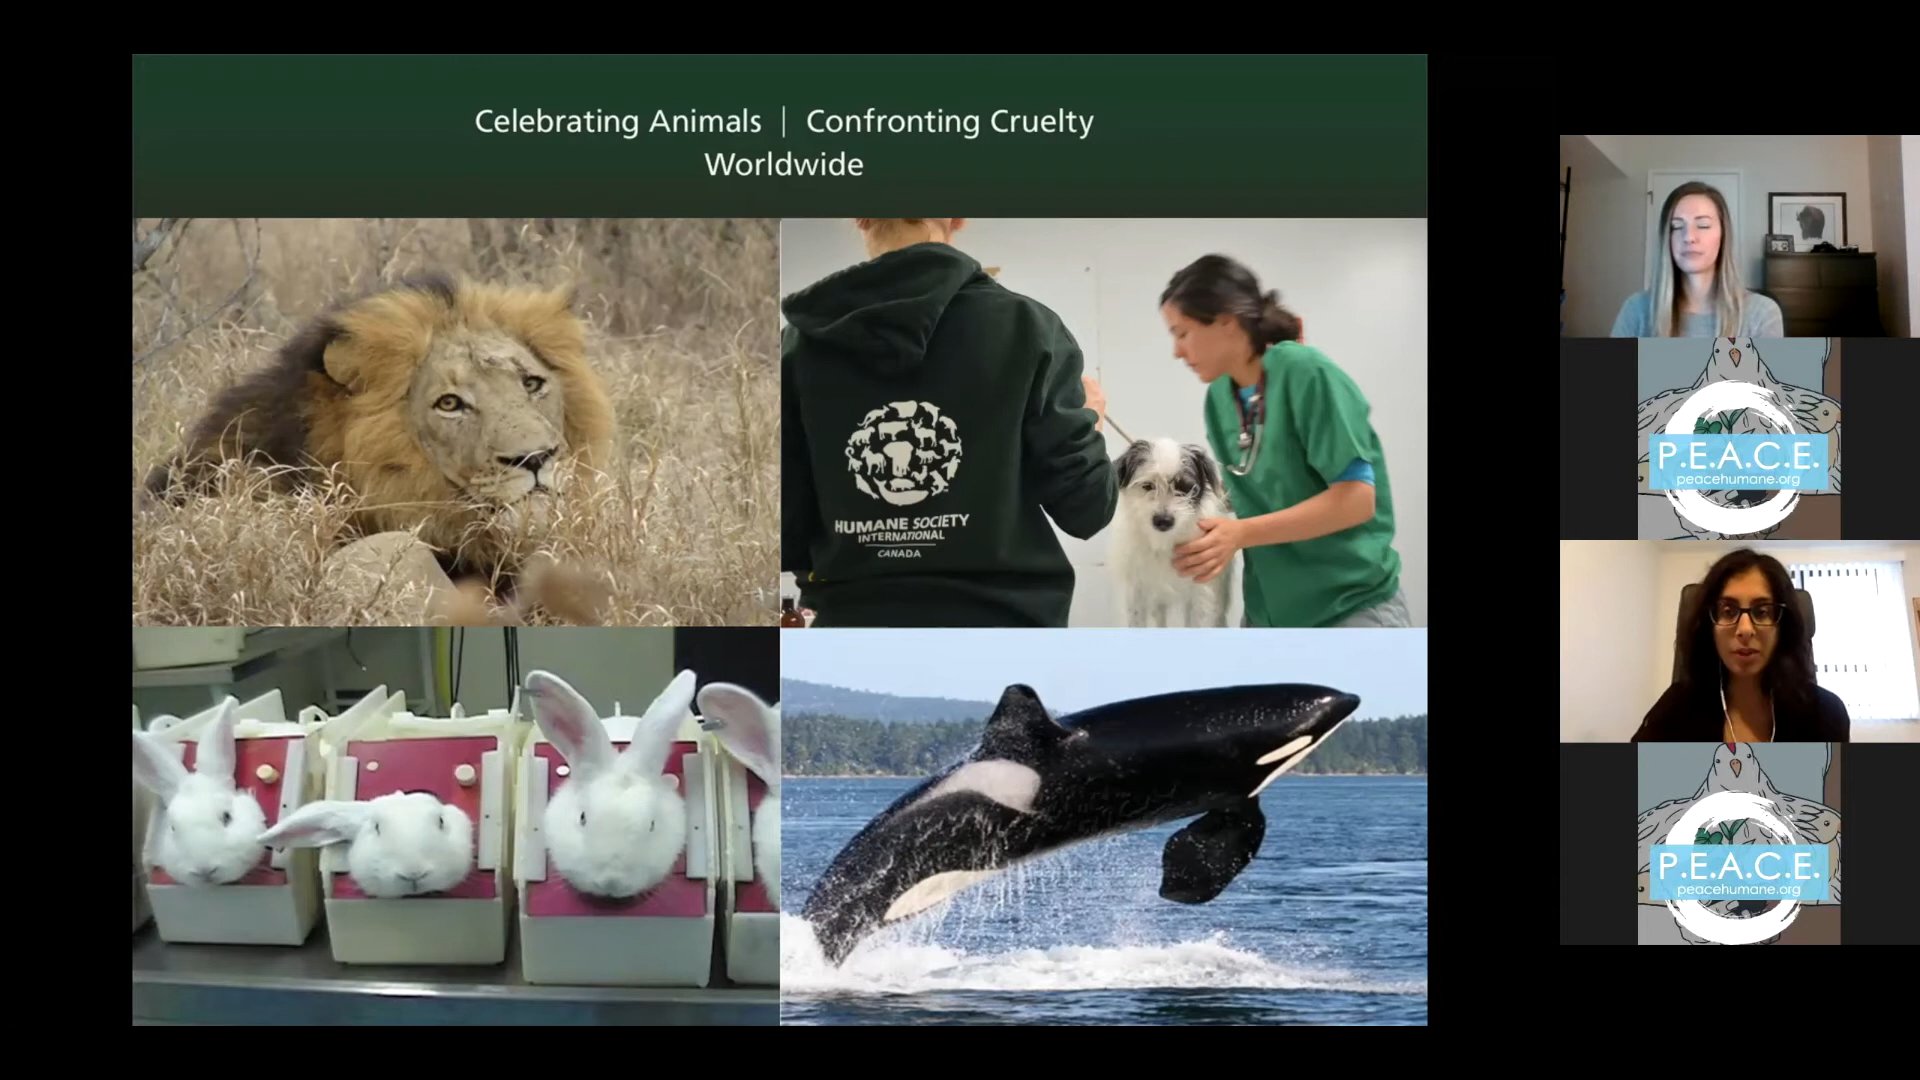 Celebrating Animals | Confronting Cruelty
Worldwide
HUMANE SOCIETY
INTERNATIONAL
CANADA
P.E.A.C.E.
peacehumane.org
P.E.A.C.E.
peacehumane.org